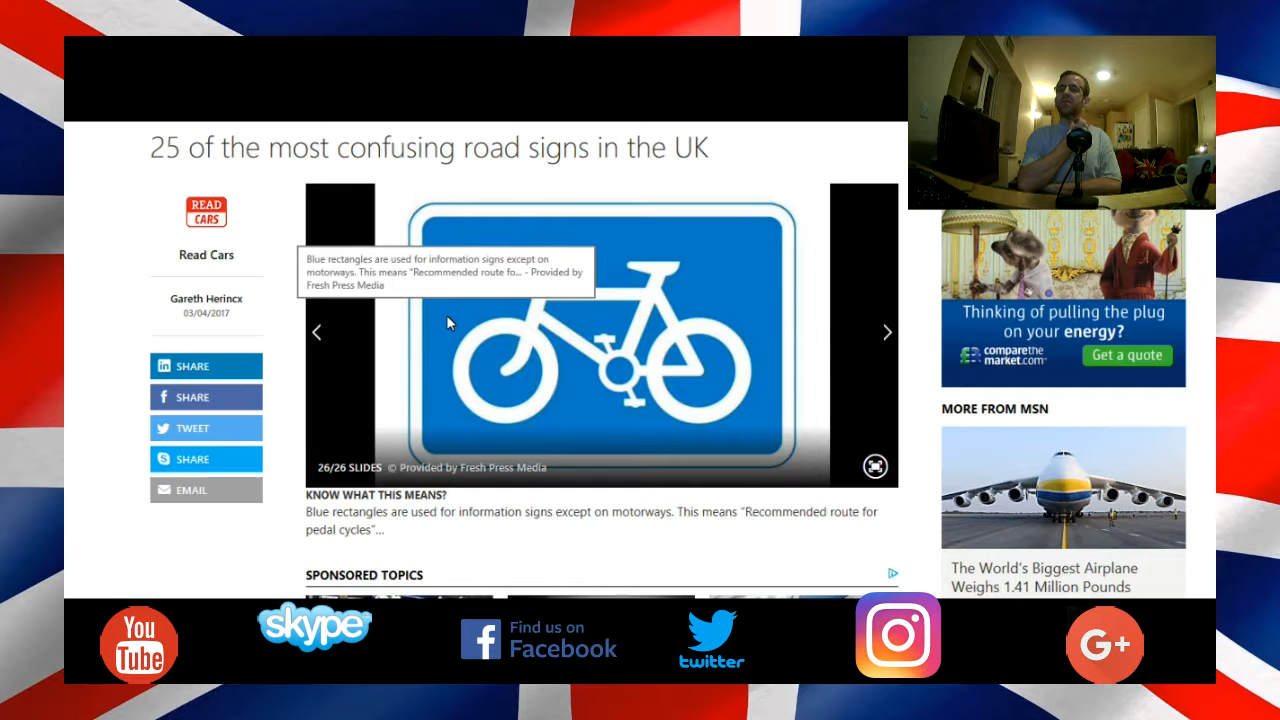 25 of the most confusing road signs in the UK
READ
CARS
Read Cars
Gareth Herincx
03/04/2017
SHARE
SHARE
TWEET
SHARE
EMAIL
Blue rectangles are used for information signs except on
motorways. This means "Recommended route fo... - Provided by
Fresh Press Media
26/26 SLIDES © Provided by Fresh Press Media
KNOW WHAT THIS MEANS?
Blue rectangles are used for information signs except on motorways. This means "Recommended route for
pedal cycles"...
SPONSORED TOPICS
Thinking of pulling the plug
on your energy?
comparethe
market.com
Get a quote
MORE FROM MSN
The World's Biggest Airplane
Weighs 1.41 Million Pounds
You
Tube
skype
f
Find us on
Facebook
twitter
G+